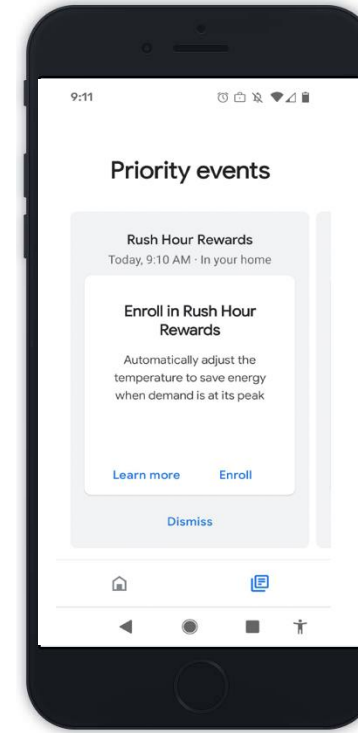 9:11
Priority events
Rush Hour Rewards
Today, 9:10 AM · In your home
Enroll in Rush Hour
Rewards
Automatically adjust the
temperature to save energy
when demand is at its peak
Learn more Enroll
Dismiss